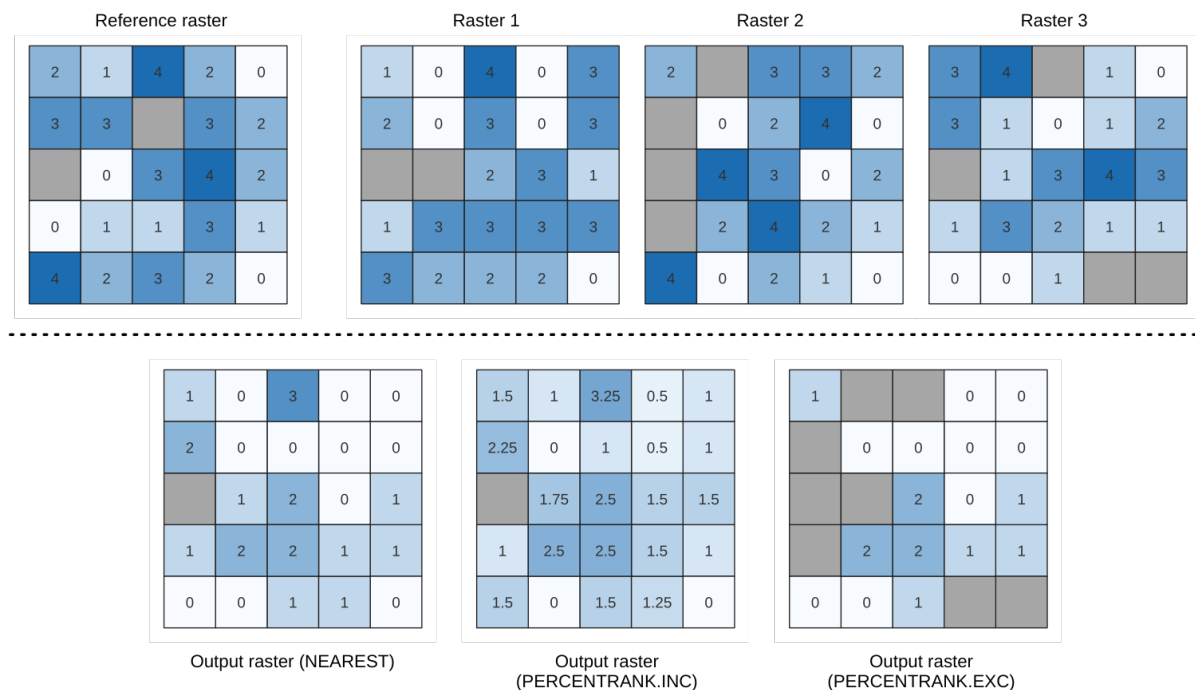 Reference raster Raster 1 Raster 2 Raster 3
2 1 4 2 0 1 0 4 0 3 2 3 3 2 3 4 1 0
3 3 3 2 2 0 3 0 3 0 2 4 0 3 1 0 1 2
0 3 4 2 2 3 1 4 3 0 2 1 3 4 3
0 1 1 3 1 1 3 3 3 3 2 4 2 1 1 3 2 1 1
4 2 3 2 0 3 2 2 2 0 4 0 2 1 0 0 0 1
1 0 3 0 0 1.5 1 3.25 0.5 1 1 0 0
2 0 0 0 0 2.25 0 1 0.5 1 0 0 0 0
1 2 0 1 1.75 2.5 1.5 1.5 2 0 1
1 2 2 1 1 1 2.5 2.5 1.5 1 2 2 1 1
0 0 1 1 0 1.5 0 1.5 1.25 0 0 0 1
Output raster (NEAREST) Output raster Output raster
(PERCENTRANK.INC) (PERCENTRANK.EXC)